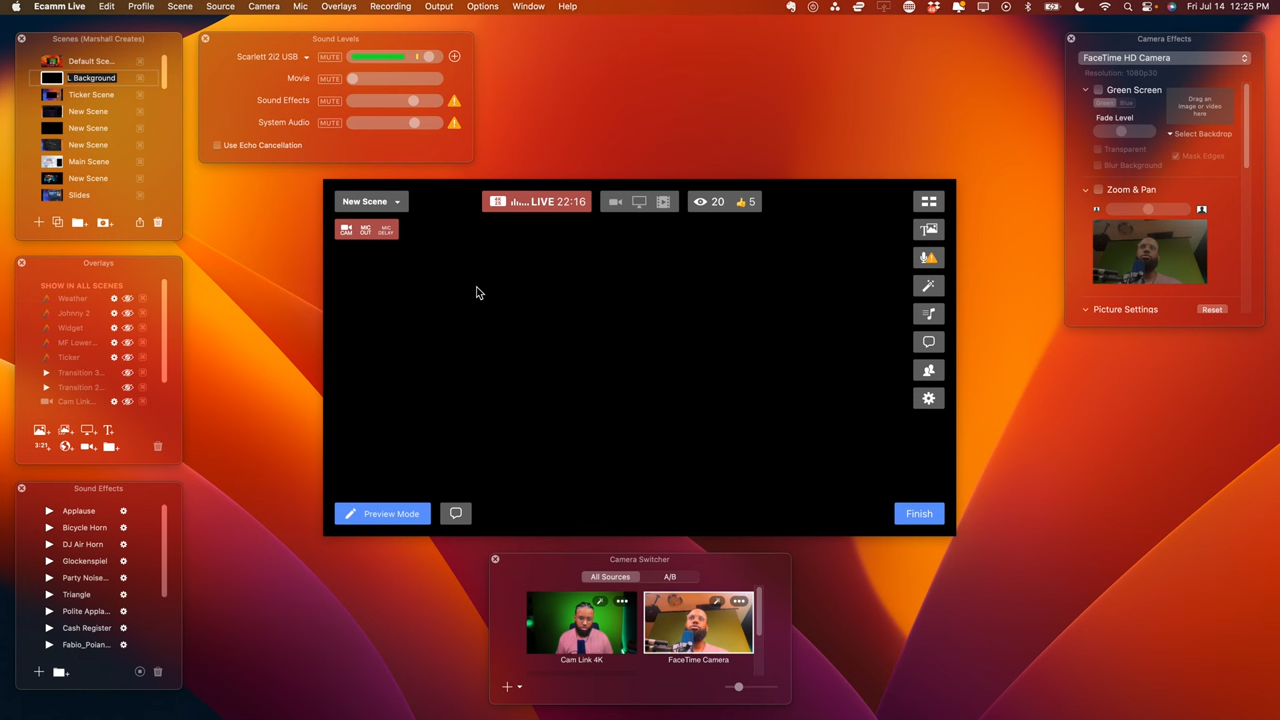 Ecamm Live Edit Profile Scene Source Camera Mic Overlays Recording Output Options Window Help
Fri Jul 14 12:25 PM
Scenes (Marshall Creates)
Default Sce...
L Background
Ticker Scene
New Scene
New Scene
New Scene
Main Scene
New Scene
Slides
Sound Levels
Scarlett 2i2 USB MUTE
Movie MUTE
Sound Effects MUTE
System Audio MUTE
Use Echo Cancellation
Camera Effects
FaceTime HD Camera
Resolution: 1080p30
Green Screen
Green Blue
Fade Level
Drag an
image or video
here
Select Backdrop
Transparent
Mask Edges
Blur Background
Zoom & Pan
Picture Settings Reset
Overlays
SHOW IN ALL SCENES
Weather
Johnny 2
Widget
MF Lower...
Ticker
Transition 3...
Transition 2...
Cam Link...
3:21
New Scene
LIVE 22:16
20 5
CAM MIC OUT MIC DELAY
Preview Mode
Finish
Sound Effects
Applause
Bicycle Horn
DJ Air Horn
Glockenspiel
Party Noise...
Triangle
Polite Appla...
Cash Register
Fabio_Poian...
Camera Switcher
All Sources A/B
Cam Link 4K
FaceTime Camera